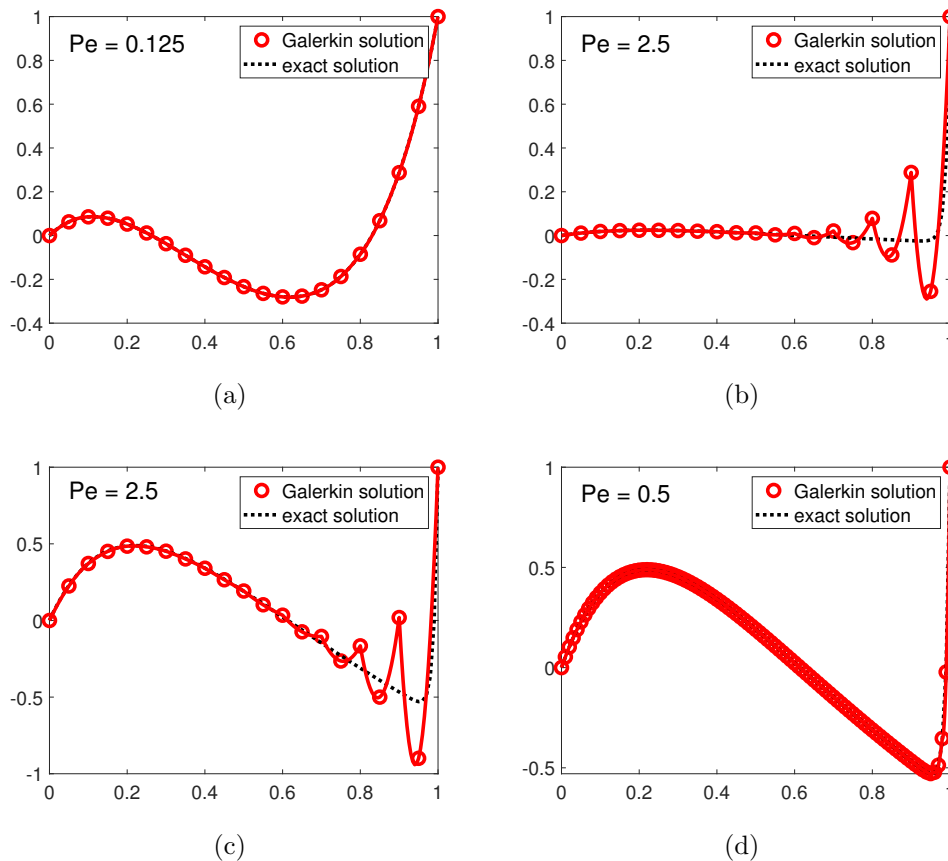 Pe = 0.125
Galerkin solution
exact solution
1
0.8
0.6
0.4
0.2
0
-0.2
-0.4
0 0.2 0.4 0.6 0.8 1
(a)
Pe = 2.5
Galerkin solution
exact solution
1
0.8
0.6
0.4
0.2
0
-0.2
-0.4
0 0.2 0.4 0.6 0.8
(b)
Pe = 2.5
Galerkin solution
exact solution
1
0.5
0
-0.5
-1
0 0.2 0.4 0.6 0.8 1
(c)
Pe = 0.5
Galerkin solution
exact solution
1
0.5
0
-0.5
0 0.2 0.4 0.6 0.8
(d)